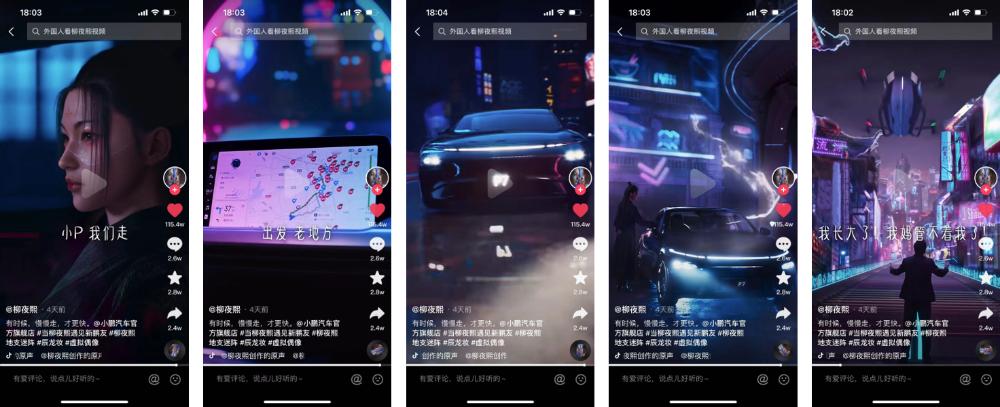 18:03
外国人看柳夜熙视频
小P 我们走
115.4w
2.6w
2.8w
2.4w
@柳夜熙 · 4天前
有时候，慢慢走，才更快。@小鹏汽车官
方旗舰店 #当柳夜熙遇见新鹏友 #柳夜熙
地支迷阵 #辰龙妆 #虚拟偶像
的原声 @柳夜熙创作的原声
有爱评论，说点儿好听的~
18:03
外国人看柳夜熙视频
37
出发 老地方
115.4w
2.6w
2.8w
2.4w
@柳夜熙 · 4天前
有时候，慢慢走，才更快。@小鹏汽车官
方旗舰店 #当柳夜熙遇见新鹏友 #柳夜熙
地支迷阵 #辰龙妆 #虚拟偶像
@柳夜熙创作的原声 @柳
有爱评论，说点儿好听的~
18:04
外国人看柳夜熙视频
P7
115.4w
2.6w
2.8w
2.4w
@柳夜熙 · 4天前
有时候，慢慢走，才更快。@小鹏汽车官
方旗舰店 #当柳夜熙遇见新鹏友 #柳夜熙
地支迷阵 #辰龙妆 #虚拟偶像
创作的原声 @柳夜熙创作
有爱评论，说点儿好听的~
18:03
外国人看柳夜熙视频
115.4w
2.6w
P7
2.8w
2.4w
@柳夜熙 · 4天前
有时候，慢慢走，才更快。@小鹏汽车官
方旗舰店 #当柳夜熙遇见新鹏友 #柳夜熙
地支迷阵 #辰龙妆 #虚拟偶像
夜熙创作的原声 @柳夜熙
有爱评论，说点儿好听的~
18:02
外国人看柳夜熙视频
流
115.4w
我长大了！我妈管不着我了！
2.6w
2.8w
2.4w
@柳夜熙 · 4天前
有时候，慢慢走，才更快。@小鹏汽车官
方旗舰店 #当柳夜熙遇见新鹏友 #柳夜熙
地支迷阵 #辰龙妆 #虚拟偶像
声 @柳夜熙创作的原声
有爱评论，说点儿好听的~